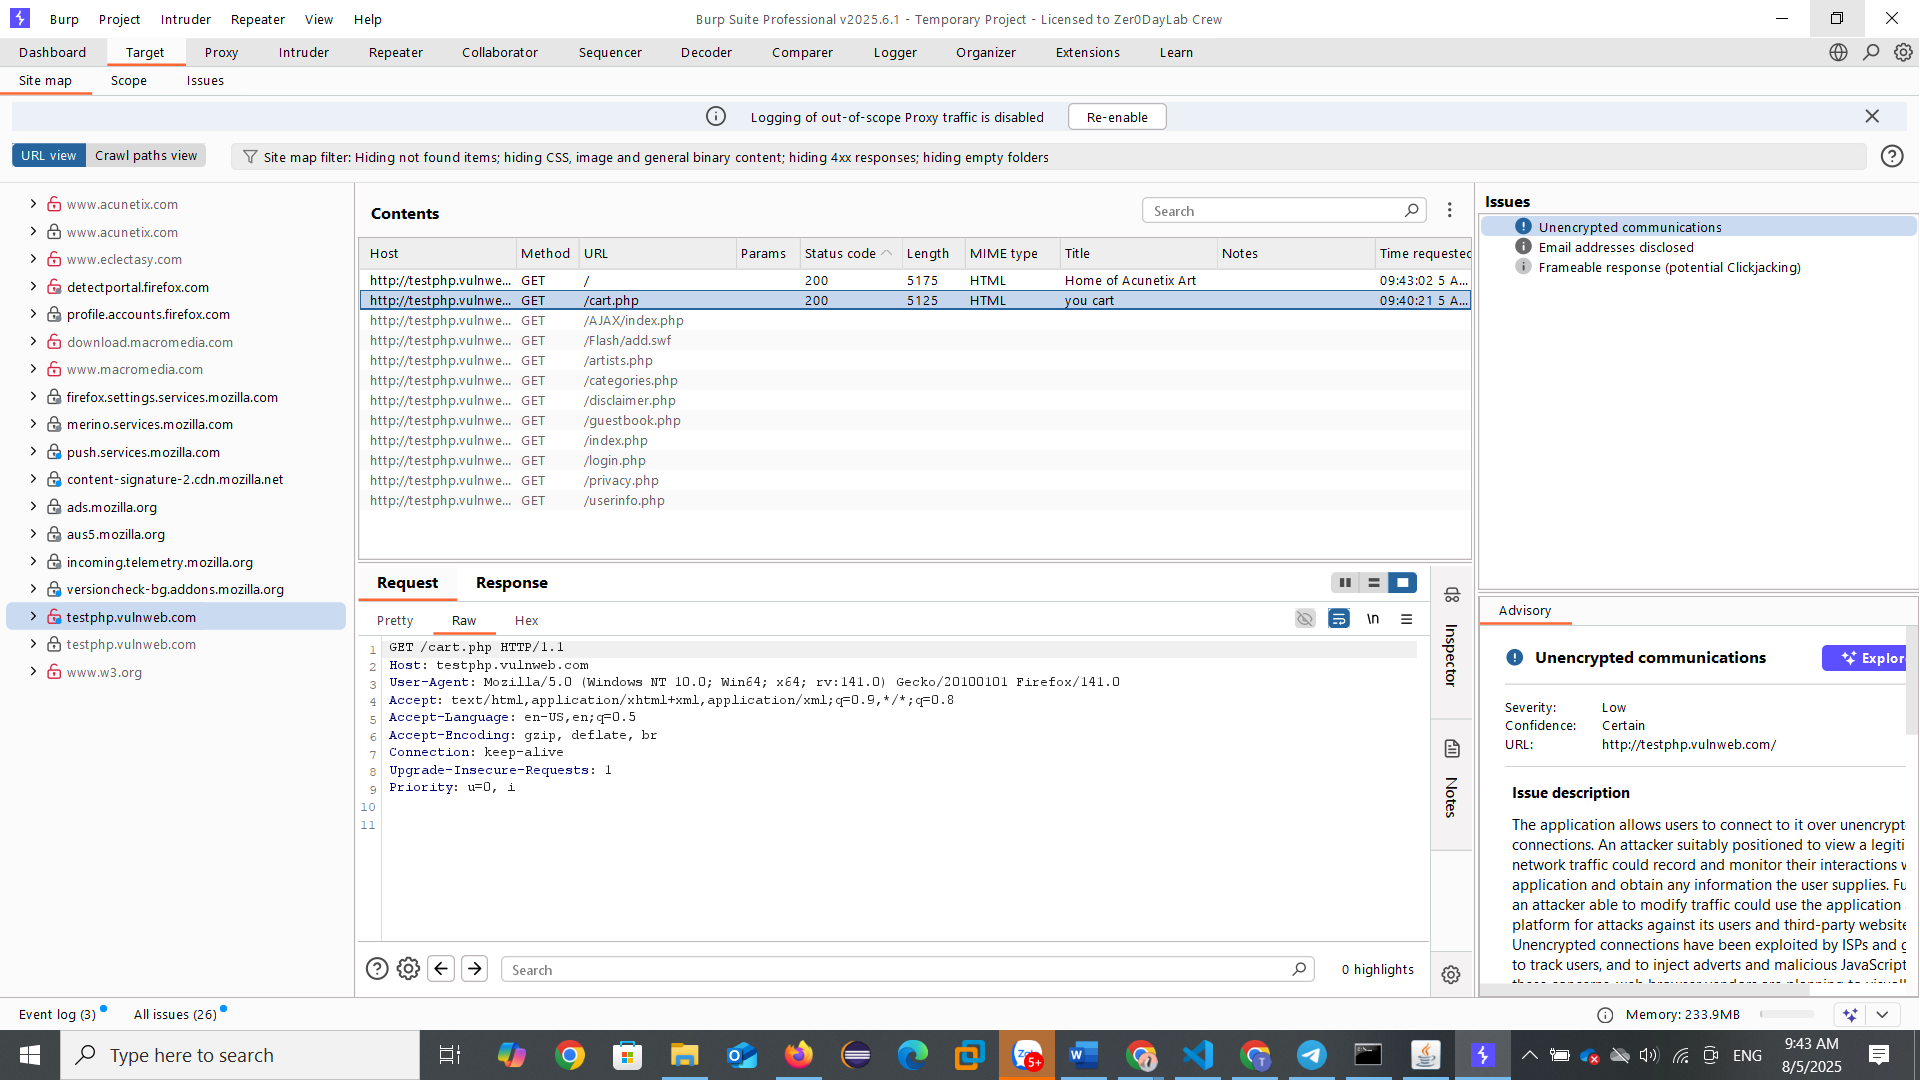 Burp Project Intruder Repeater View Help
Burp Suite Professional v2025.6.1 - Temporary Project - Licensed to Zer0DayLab Crew
Dashboard Target Proxy Intruder Repeater Collaborator Sequencer Decoder Comparer Logger Organizer Extensions Learn
Site map Scope Issues
Logging of out-of-scope Proxy traffic is disabled Re-enable
URL view Crawl paths view Site map filter: Hiding not found items; hiding CSS, image and general binary content; hiding 4xx responses; hiding empty folders
www.acunetix.com
www.acunetix.com
www.eclectasy.com
detectportal.firefox.com
profile.accounts.firefox.com
download.macromedia.com
www.macromedia.com
firefox.settings.services.mozilla.com
merino.services.mozilla.com
push.services.mozilla.com
content-signature-2.cdn.mozilla.net
ads.mozilla.org
aus5.mozilla.org
incoming.telemetry.mozilla.org
versioncheck-bg.addons.mozilla.org
testphp.vulnweb.com
testphp.vulnweb.com
www.w3.org
Contents
Search
Host Method URL Params Status code Length MIME type Title Notes Time requested
http://testphp.vulnwe... GET / 200 5175 HTML Home of Acunetix Art 09:43:02 5 A...
http://testphp.vulnwe... GET /cart.php 200 5125 HTML you cart 09:40:21 5 A...
http://testphp.vulnwe... GET /AJAX/index.php
http://testphp.vulnwe... GET /Flash/add.swf
http://testphp.vulnwe... GET /artists.php
http://testphp.vulnwe... GET /categories.php
http://testphp.vulnwe... GET /disclaimer.php
http://testphp.vulnwe... GET /guestbook.php
http://testphp.vulnwe... GET /index.php
http://testphp.vulnwe... GET /login.php
http://testphp.vulnwe... GET /privacy.php
http://testphp.vulnwe... GET /userinfo.php
Request Response
Pretty Raw Hex
\n
1 GET /cart.php HTTP/1.1
2 Host: testphp.vulnweb.com
3 User-Agent: Mozilla/5.0 (Windows NT 10.0; Win64; x64; rv:141.0) Gecko/20100101 Firefox/141.0
4 Accept: text/html,application/xhtml+xml,application/xml;q=0.9,*/*;q=0.8
5 Accept-Language: en-US,en;q=0.5
6 Accept-Encoding: gzip, deflate, br
7 Connection: keep-alive
8 Upgrade-Insecure-Requests: 1
9 Priority: u=0, i
10
11
Search
0 highlights
Inspector
Notes
Issues
Unencrypted communications
Email addresses disclosed
Frameable response (potential Clickjacking)
Advisory
Unencrypted communications
Explor
Severity: Low
Confidence: Certain
URL: http://testphp.vulnweb.com/
Issue description
The application allows users to connect to it over unencrypt
connections. An attacker suitably positioned to view a legiti
network traffic could record and monitor their interactions
application and obtain any information the user supplies. Fu
an attacker able to modify traffic could use the application
platform for attacks against its users and third-party website
Unencrypted connections have been exploited by ISPs and g
to track users, and to inject adverts and malicious JavaScript
Event log (3) All issues (26)
Memory: 233.9MB
Type here to search
5+
ENG
9:43 AM
8/5/2025